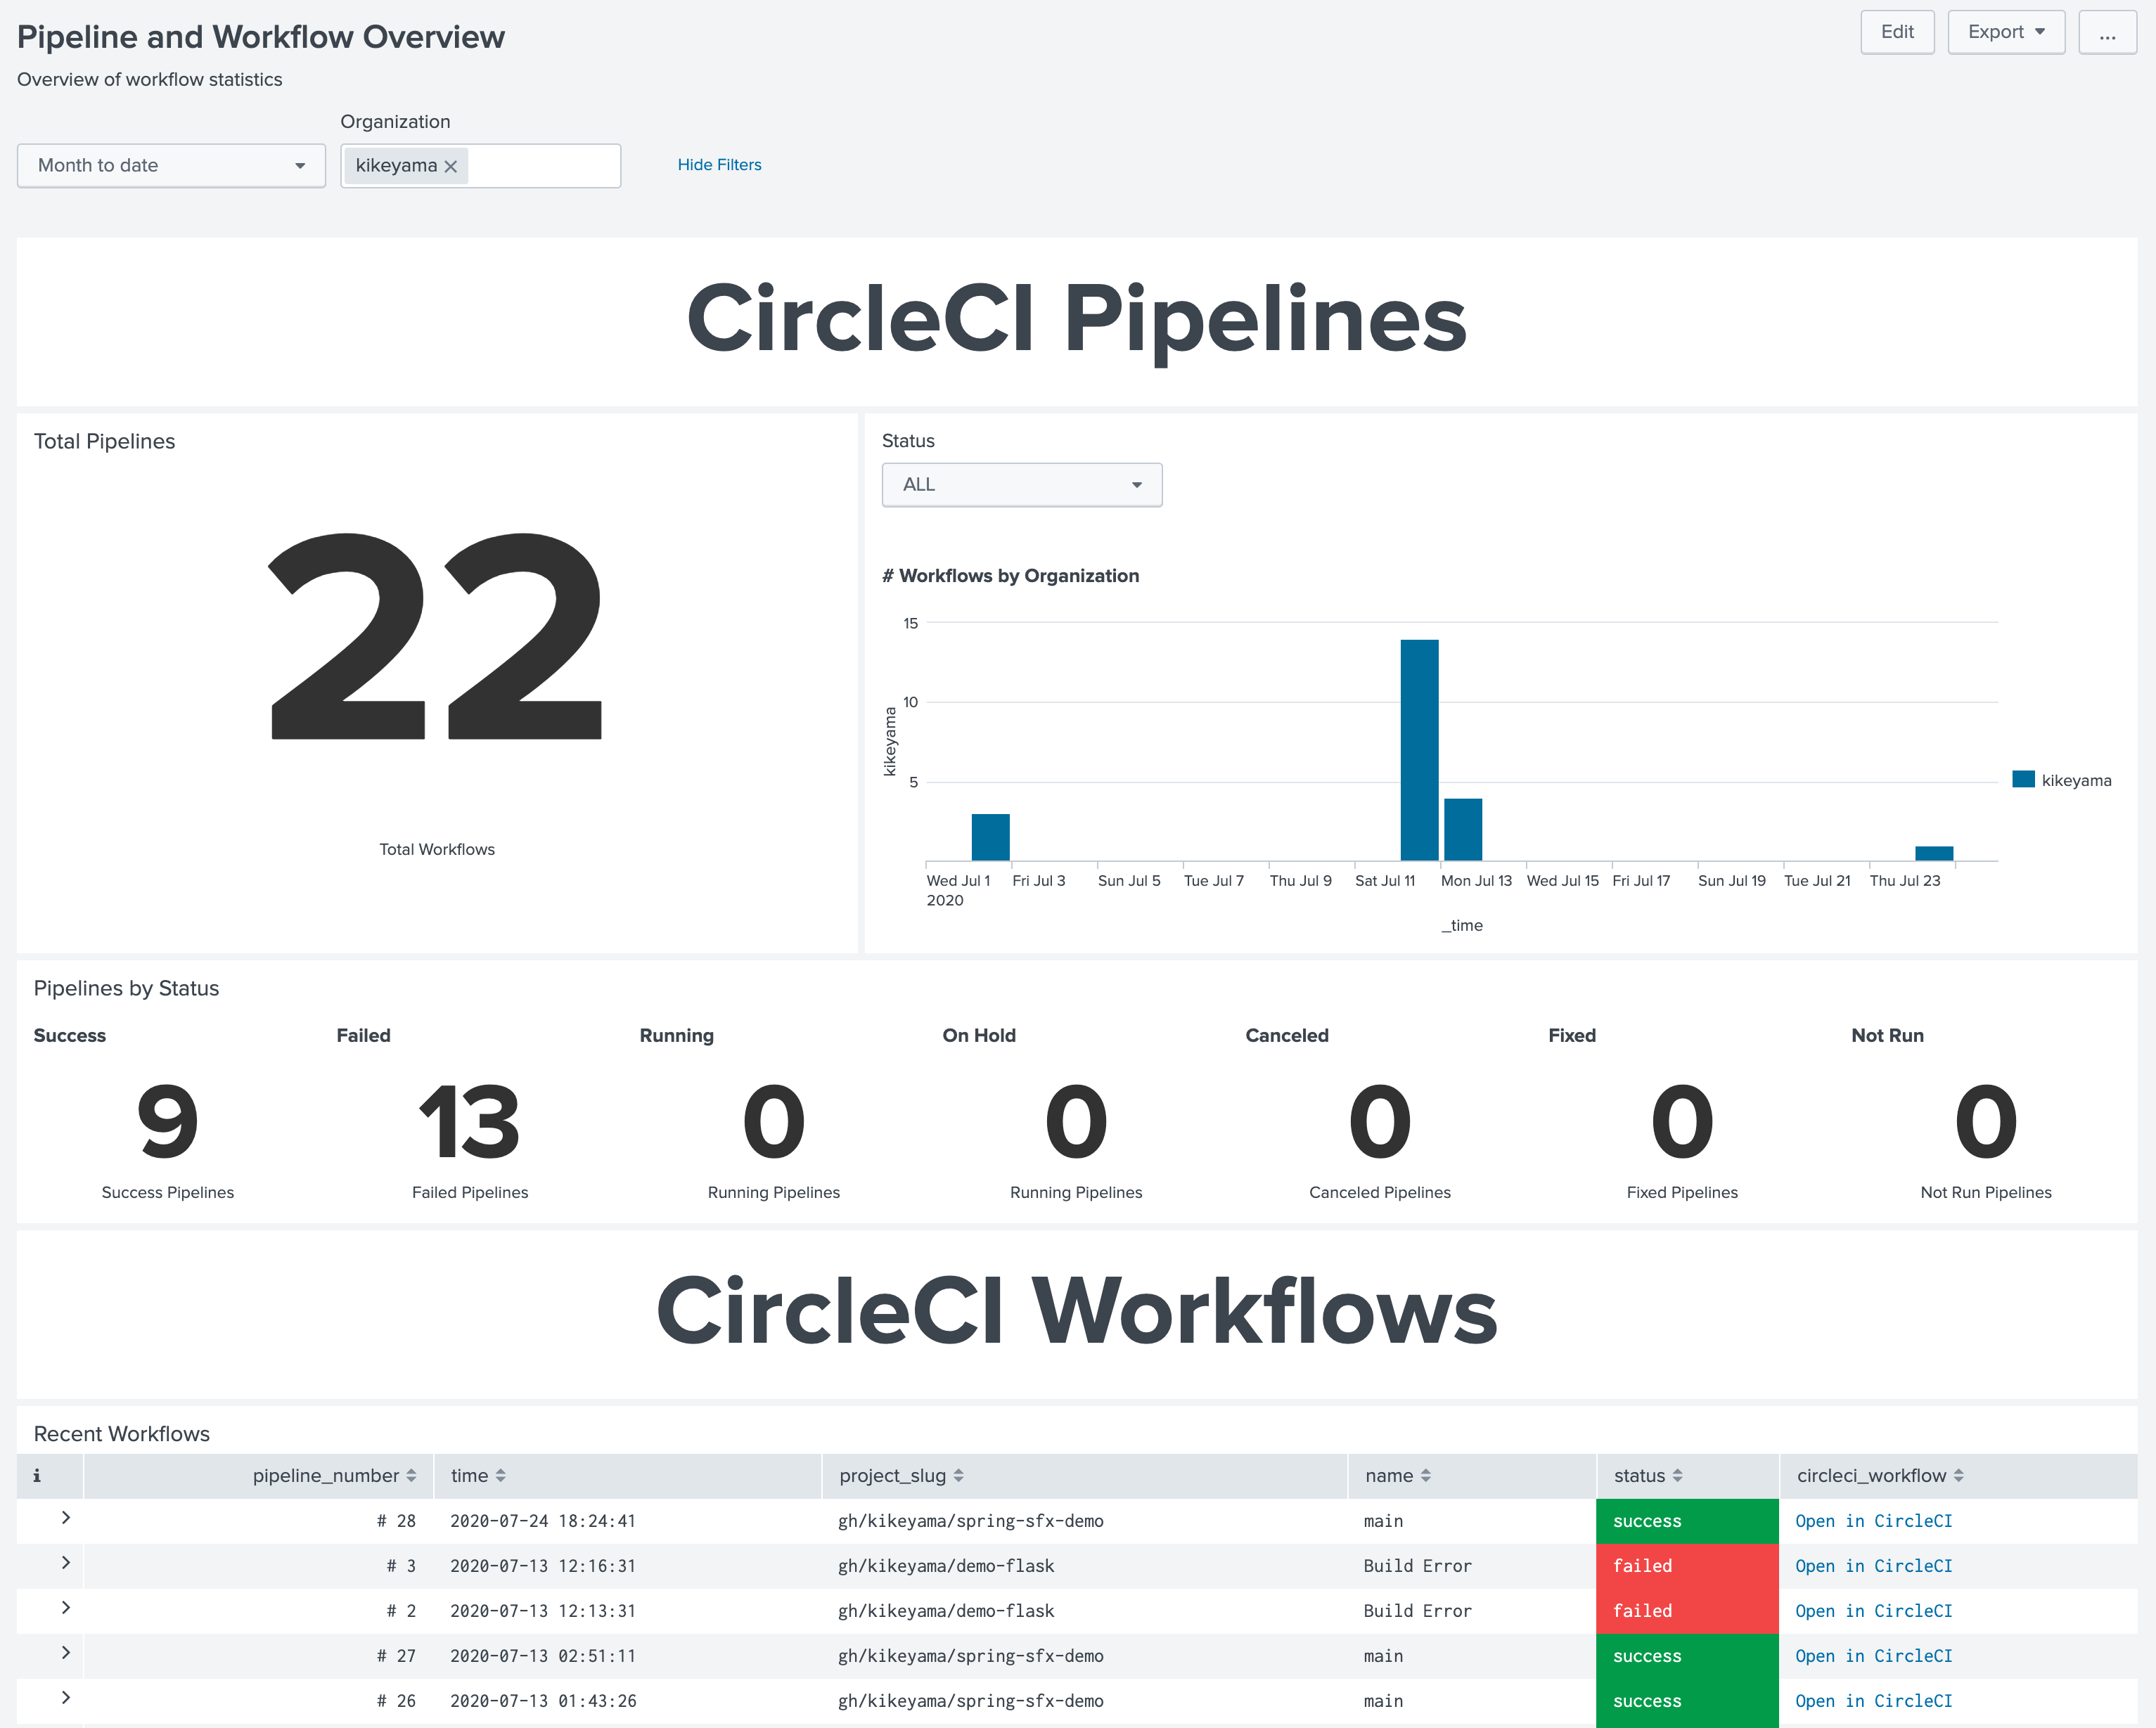 Pipeline and Workflow Overview
Edit
Export
...
Overview of workflow statistics
Organization
Month to date
kikeyama
Hide Filters
CircleCI Pipelines
Total Pipelines
22
Total Workflows
Status
ALL
# Workflows by Organization
15
10
5
kikeyama
kikeyama
Wed Jul 1 Fri Jul 3 Sun Jul 5 Tue Jul 7 Thu Jul 9 Sat Jul 11 Mon Jul 13 Wed Jul 15 Fri Jul 17 Sun Jul 19 Tue Jul 21 Thu Jul 23
2020
_time
Pipelines by Status
Success Failed Running On Hold Canceled Fixed Not Run
9 13 0 0 0 0 0
Success Pipelines Failed Pipelines Running Pipelines Running Pipelines Canceled Pipelines Fixed Pipelines Not Run Pipelines
CircleCI Workflows
Recent Workflows
i pipeline_number time project_slug name status circleci_workflow
# 28 2020-07-24 18:24:41 gh/kikeyama/spring-sfx-demo main success Open in CircleCI
# 3 2020-07-13 12:16:31 gh/kikeyama/demo-flask Build Error failed Open in CircleCI
# 2 2020-07-13 12:13:31 gh/kikeyama/demo-flask Build Error failed Open in CircleCI
# 27 2020-07-13 02:51:11 gh/kikeyama/spring-sfx-demo main success Open in CircleCI
# 26 2020-07-13 01:43:26 gh/kikeyama/spring-sfx-demo main success Open in CircleCI